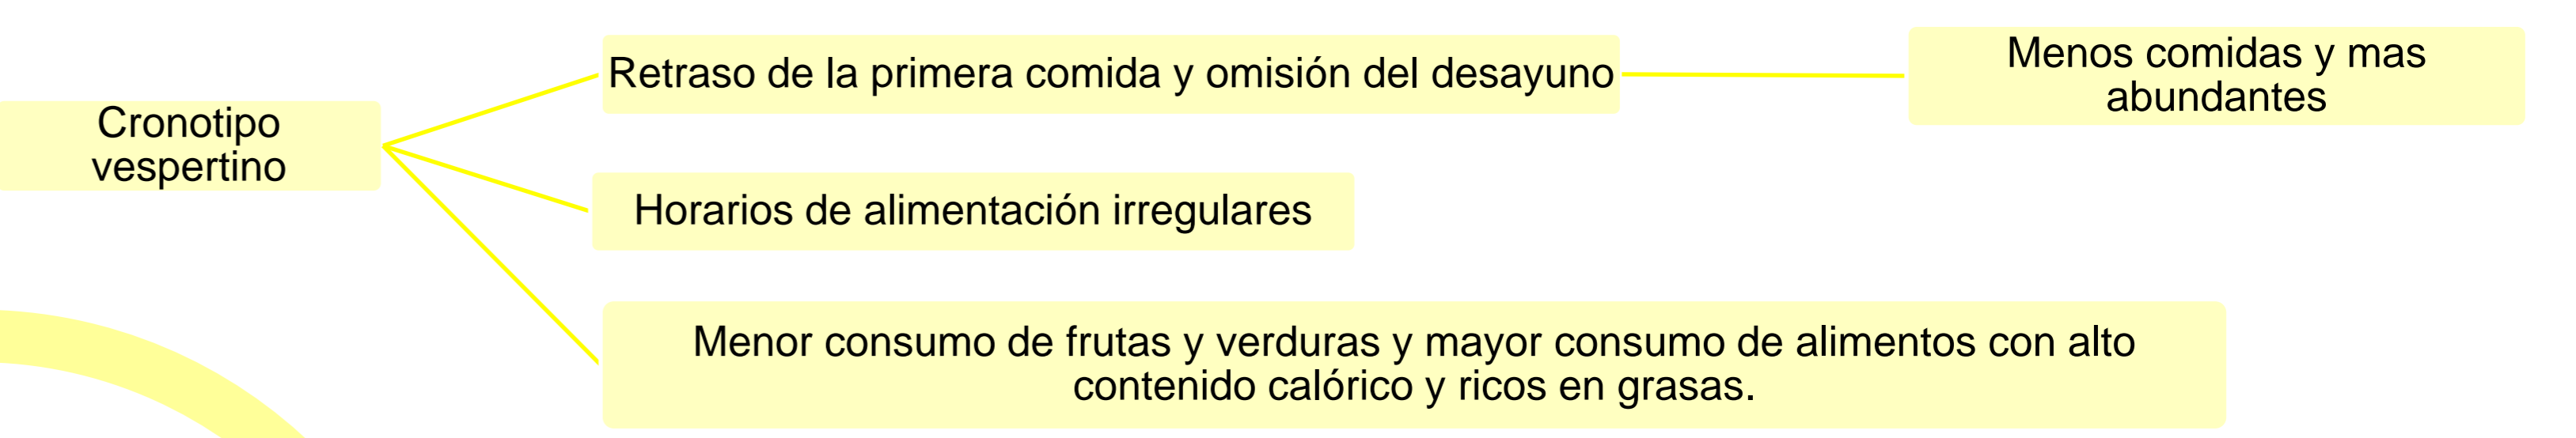 Cronotipo
vespertino
Retraso de la primera comida y omisión del desayuno
Menos comidas y mas
abundantes
Horarios de alimentación irregulares
Menor consumo de frutas y verduras y mayor consumo de alimentos con alto
contenido calórico y ricos en grasas.